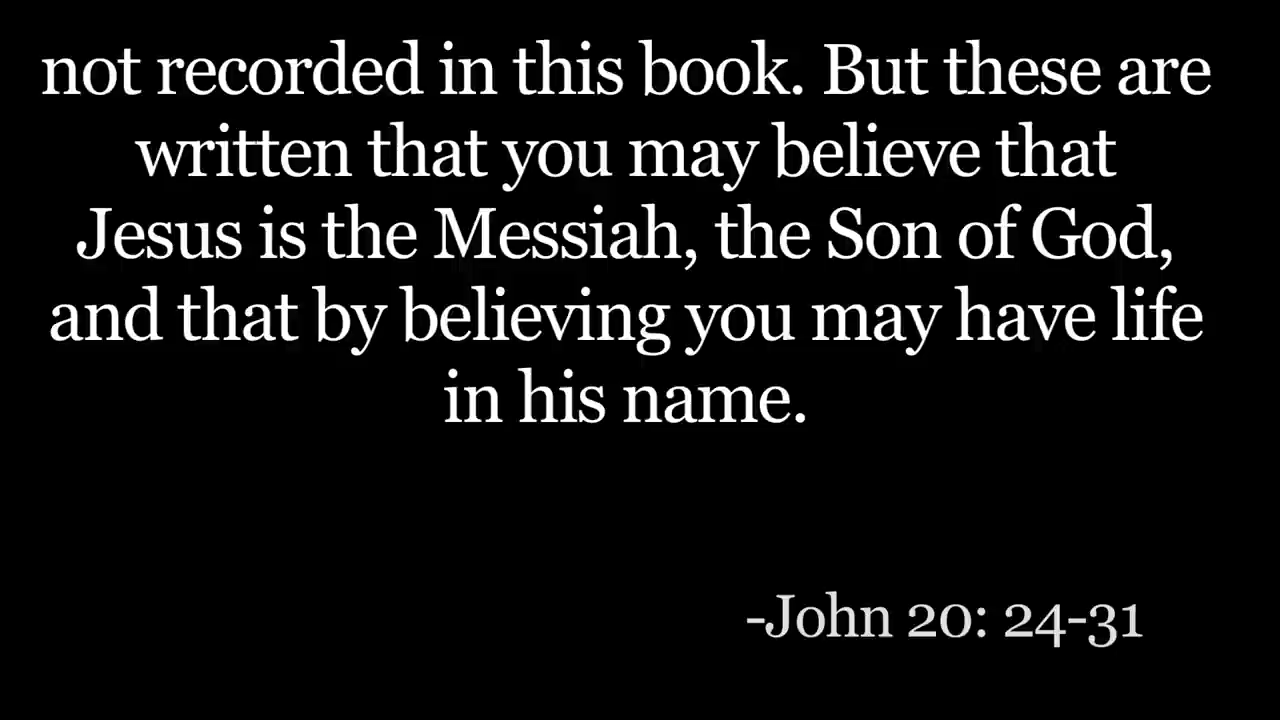 not recorded in this book. But these are
written that you may believe that
Jesus is the Messiah, the Son of God,
and that by believing you may have life
in his name.
-John 20: 24-31